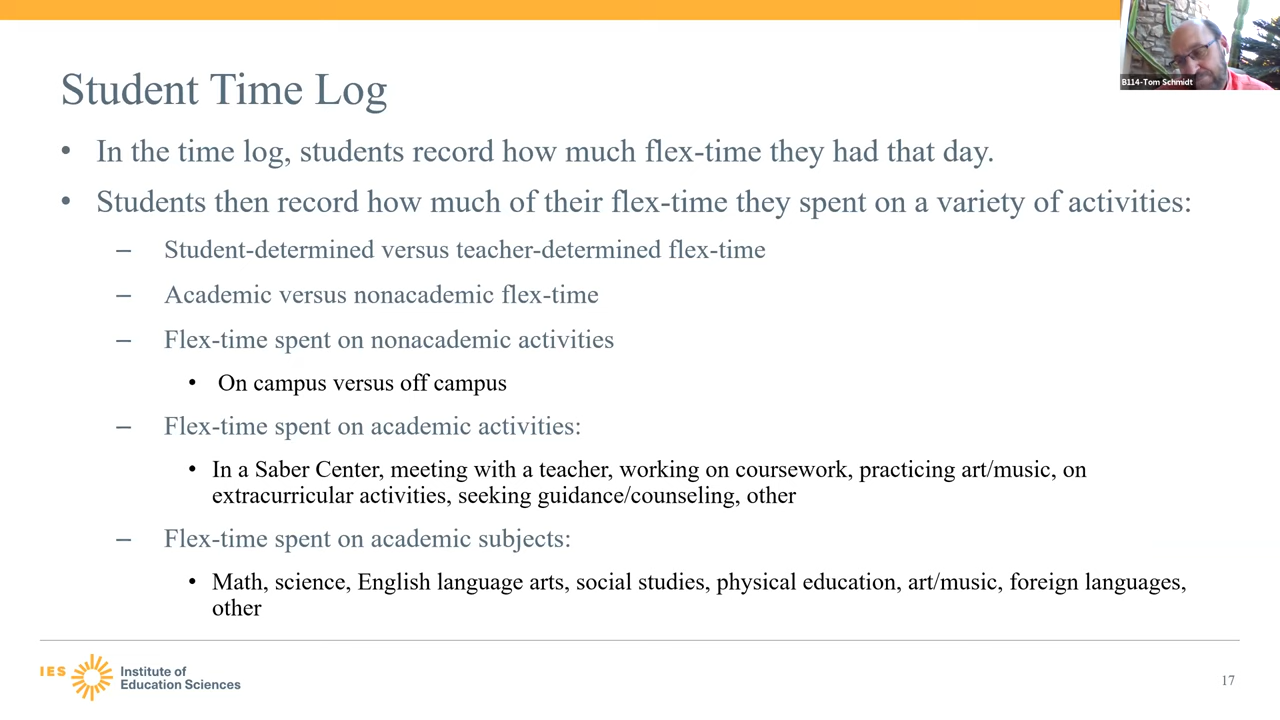 B114-Tom Schmidt
Student Time Log
• In the time log, students record how much flex-time they had that day.
• Students then record how much of their flex-time they spent on a variety of activities:
– Student-determined versus teacher-determined flex-time
– Academic versus nonacademic flex-time
– Flex-time spent on nonacademic activities
• On campus versus off campus
– Flex-time spent on academic activities:
• In a Saber Center, meeting with a teacher, working on coursework, practicing art/music, on
extracurricular activities, seeking guidance/counseling, other
– Flex-time spent on academic subjects:
• Math, science, English language arts, social studies, physical education, art/music, foreign languages,
other
IES
Institute of
Education Sciences
17